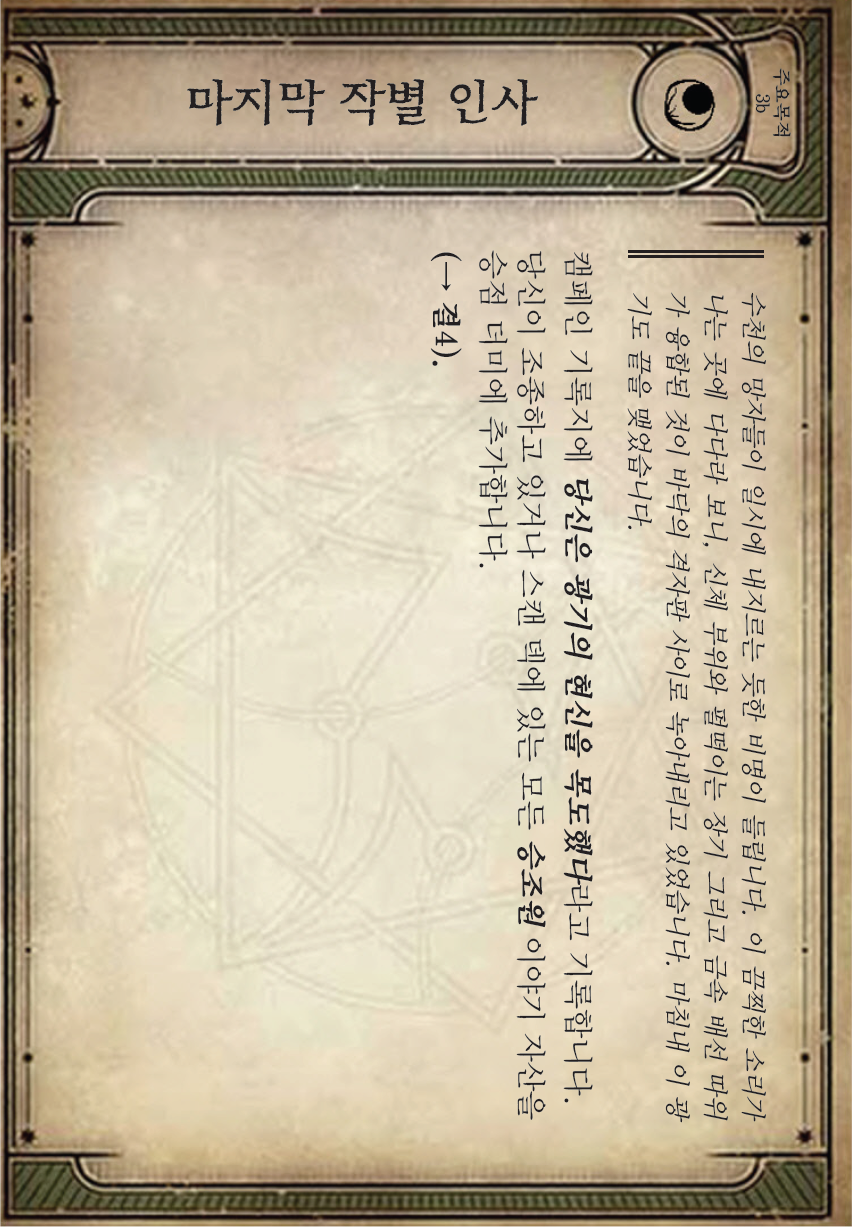 주요목적
3b
마지막 작별 인사
수천의 망자들이 일시에 내지르는 듯한 비명이 들립니다. 이 끔찍한 소리가
나는 곳에 다다라 보니, 신체 부위와 펄떡이는 장기 그리고 금속 배선 따위
가 융합된 것이 바닥의 격자판 사이로 녹아내리고 있었습니다. 마침내 이 광
기도 끝을 맺었습니다.
캠페인 기록지에 당신은 광기의 현신을 목도했다라고 기록합니다.
당신이 조종하고 있거나 스캔 덱에 있는 모든 승조원 이야기 자산을
승점 더미에 추가합니다.
(→ 결4).